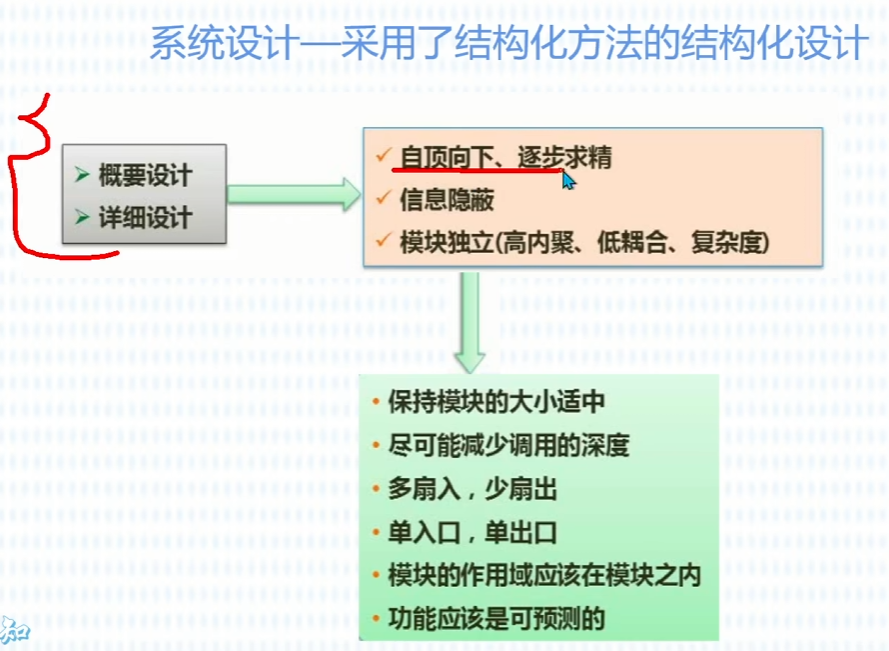 系统设计—采用了结构化方法的结构化设计
概要设计
详细设计
自顶向下、逐步求精
信息隐蔽
模块独立(高内聚、低耦合、复杂度)
保持模块的大小适中
尽可能减少调用的深度
多扇入，少扇出
单入口，单出口
模块的作用域应该在模块之内
功能应该是可预测的
知